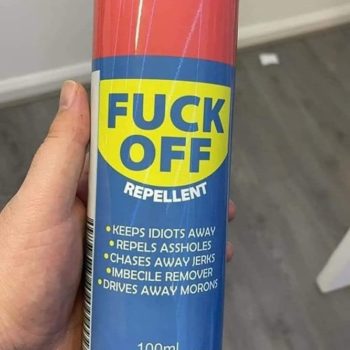 FUCK
OFF
REPELLENT
•KEEPS IDIOTS AWAY
•REPELS ASSHOLES
•CHASES AWAY JERKS
•IMBECILE REMOVER
•DRIVES AWAY MORONS
100ml